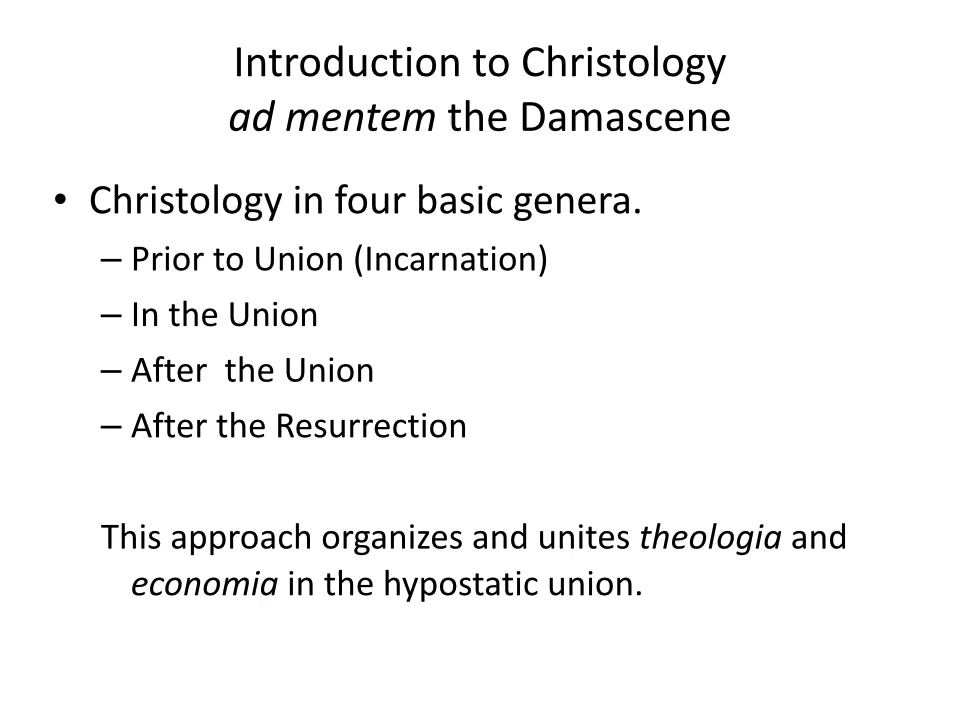 Introduction to Christology
ad mentem the Damascene
• Christology in four basic genera.
– Prior to Union (Incarnation)
– In the Union
– After  the Union
– After the Resurrection
This approach organizes and unites theologia and
economia in the hypostatic union.